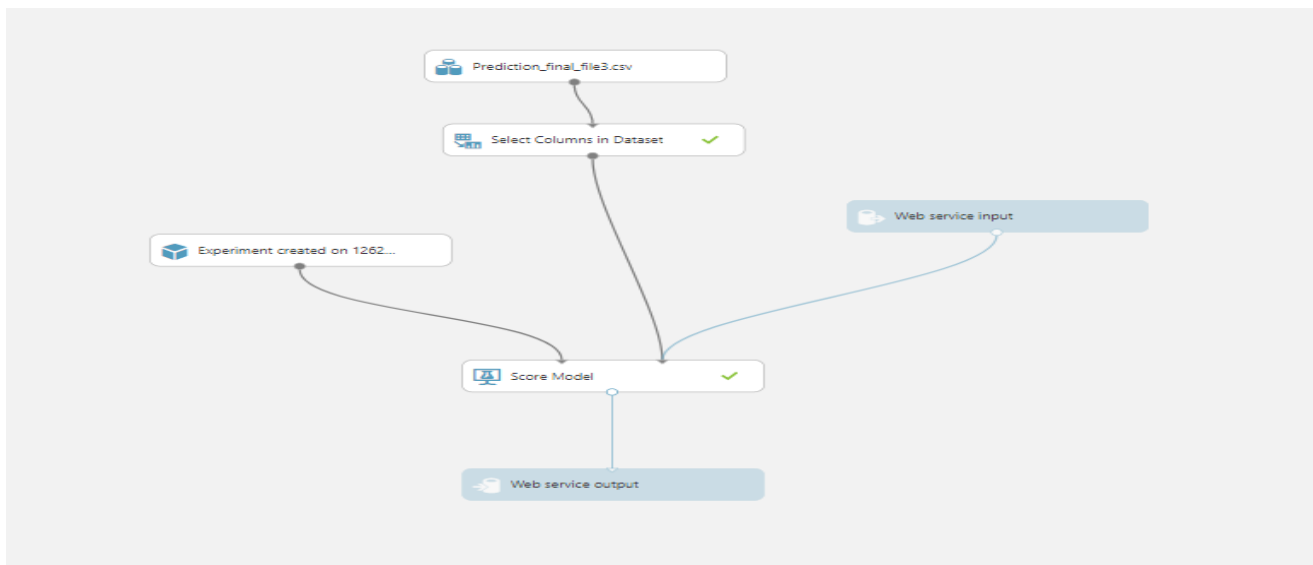 Prediction_final_file3.csv
Select Columns in Dataset
Web service input
Experiment created on 1262...
Score Model
Web service output